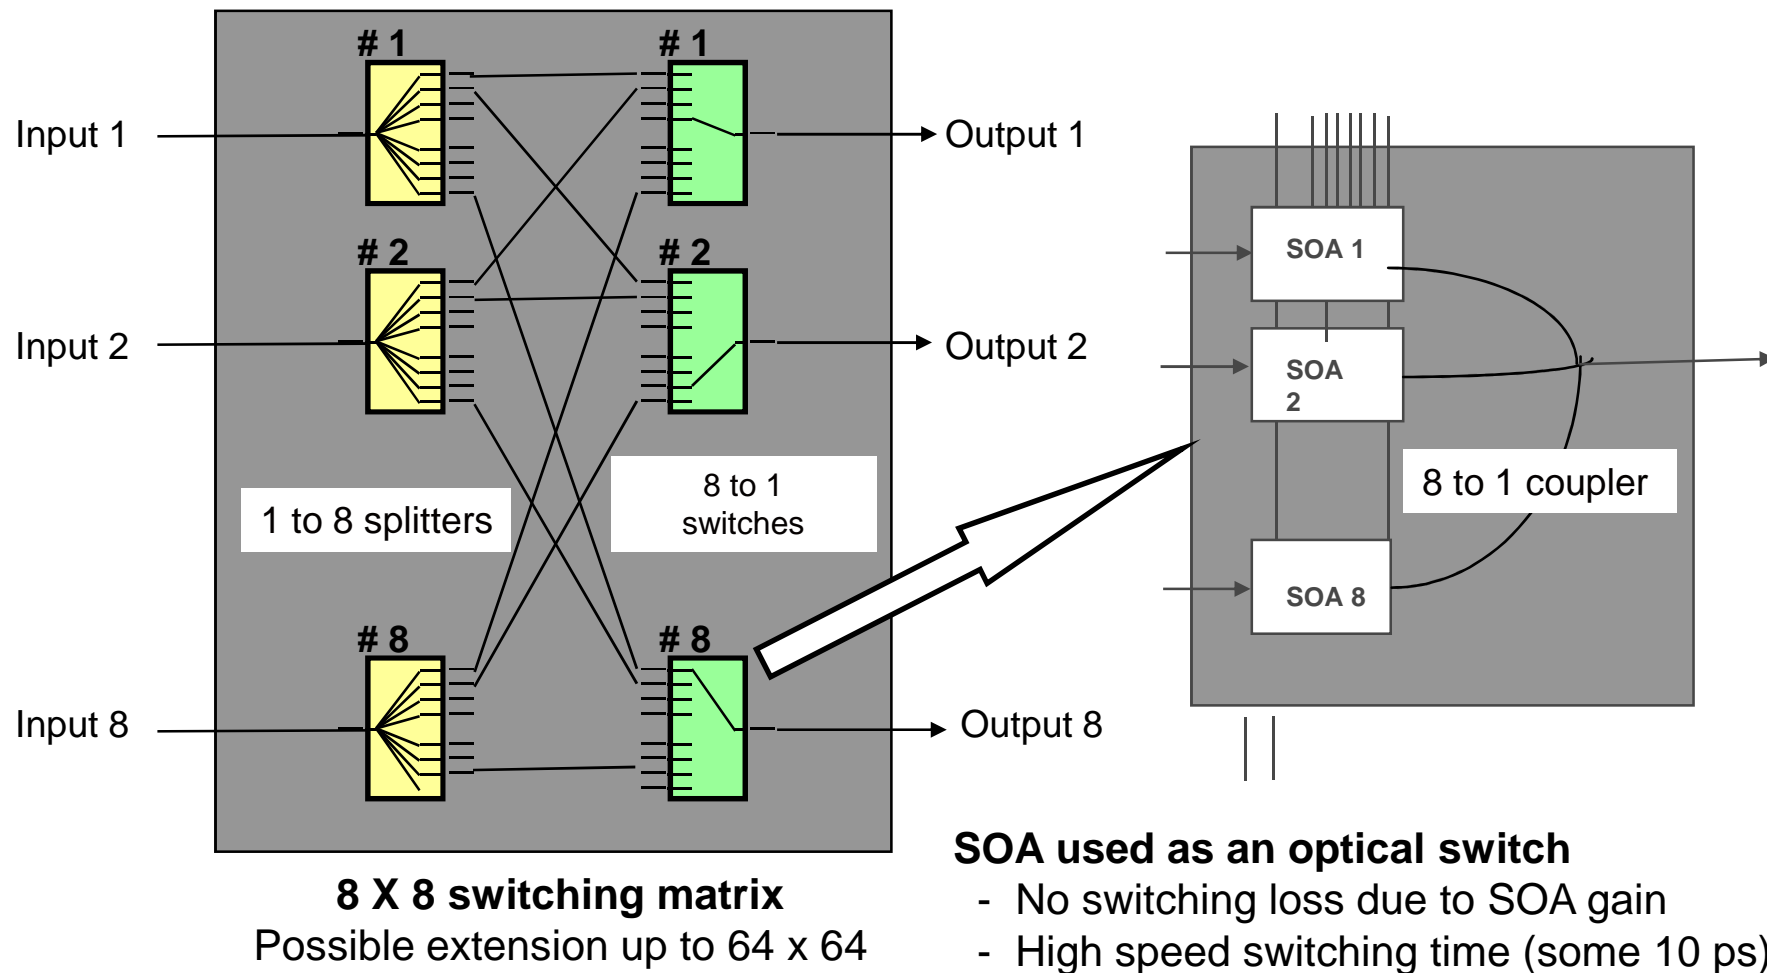 # 1
# 1
Input 1
Output 1
# 2
# 2
SOA 1
Input 2
Output 2
SOA
2
1 to 8 splitters
8 to 1
switches
8 to 1 coupler
SOA 8
# 8
# 8
Input 8
Output 8
8 X 8 switching matrix
Possible extension up to 64 x 64
SOA used as an optical switch
- No switching loss due to SOA gain
- High speed switching time (some 10 ps)